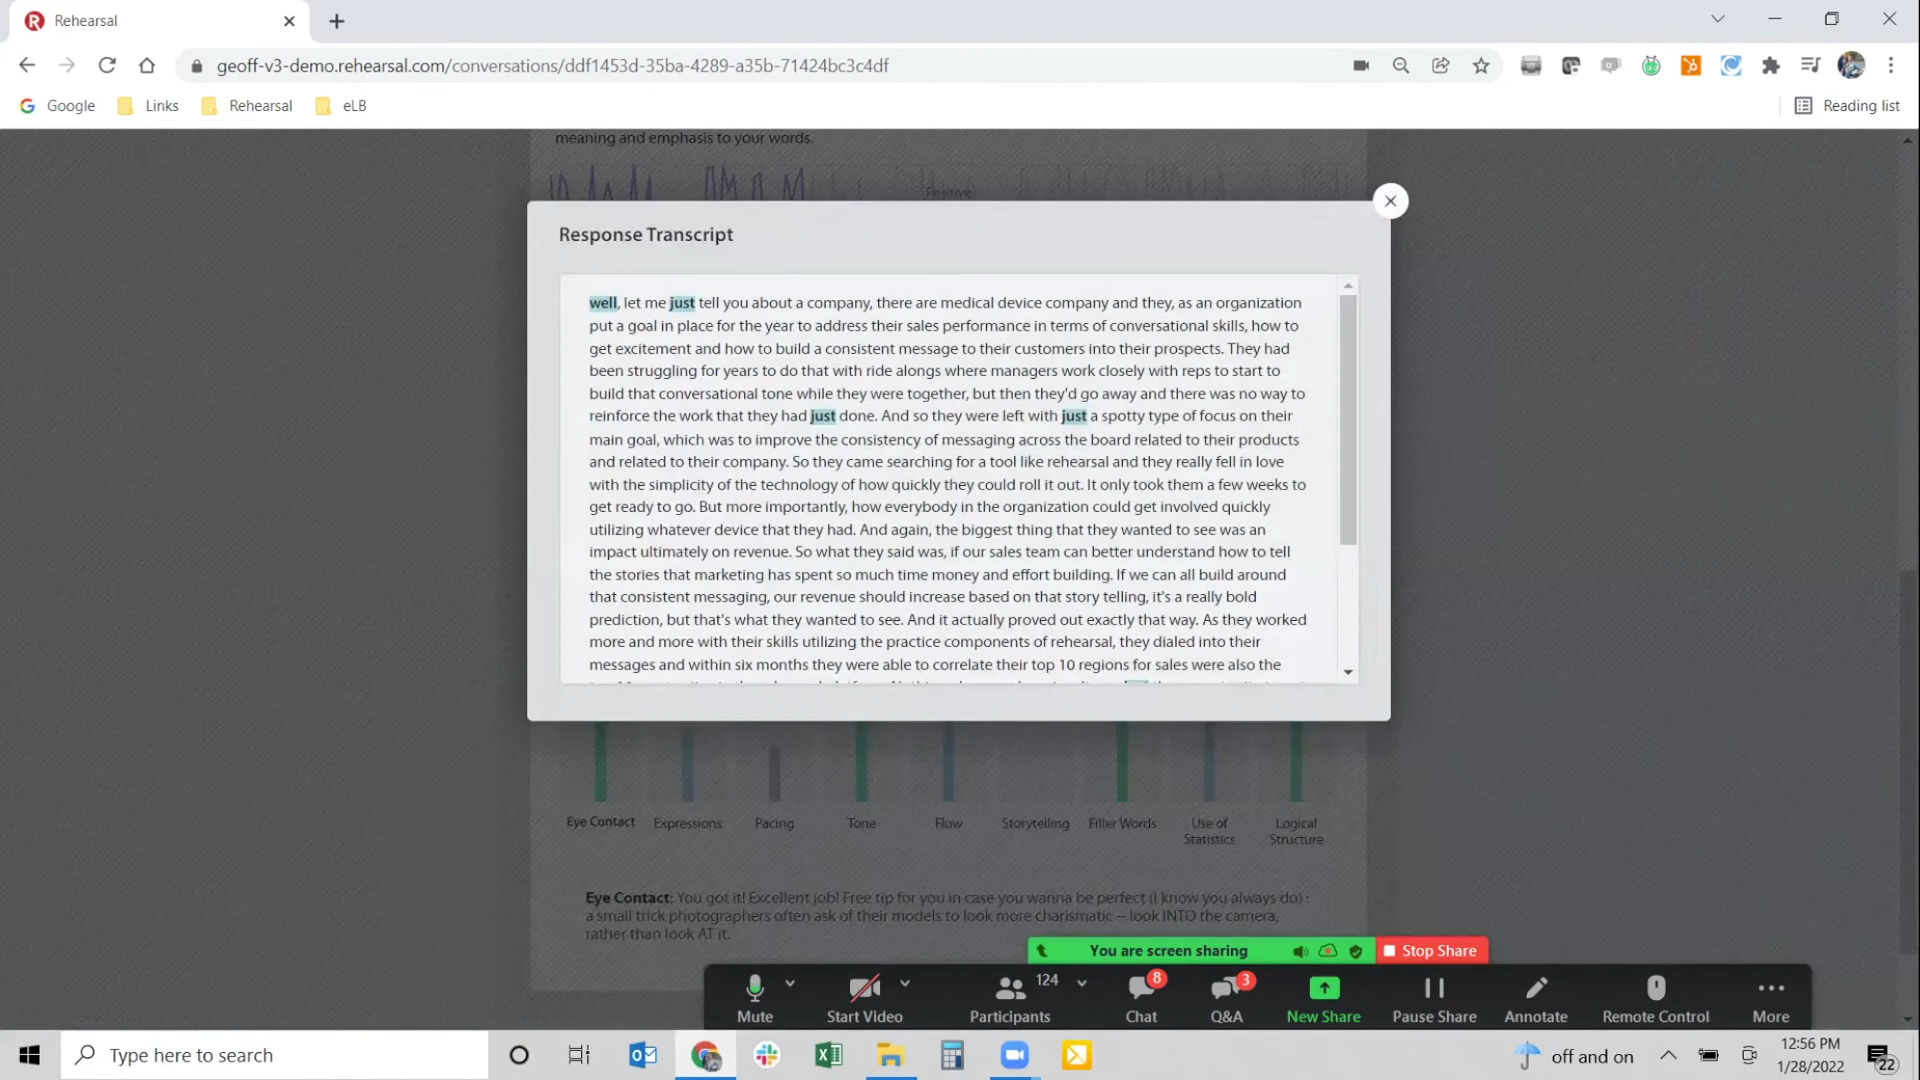 Rehearsal
geoff-v3-demo.rehearsal.com/conversations/ddf1453d-35ba-4289-a35b-71424bc3c4df
Google Links Rehearsal eLB
Reading list
meaning and emphasis to your words.
Positive
Response Transcript
well, let me just tell you about a company, there are medical device company and they, as an organization
put a goal in place for the year to address their sales performance in terms of conversational skills, how to
get excitement and how to build a consistent message to their customers into their prospects. They had
been struggling for years to do that with ride alongs where managers work closely with reps to start to
build that conversational tone while they were together, but then they'd go away and there was no way to
reinforce the work that they had just done. And so they were left with just a spotty type of focus on their
main goal, which was to improve the consistency of messaging across the board related to their products
and related to their company. So they came searching for a tool like rehearsal and they really fell in love
with the simplicity of the technology of how quickly they could roll it out. It only took them a few weeks to
get ready to go. But more importantly, how everybody in the organization could get involved quickly
utilizing whatever device that they had. And again, the biggest thing that they wanted to see was an
impact ultimately on revenue. So what they said was, if our sales team can better understand how to tell
the stories that marketing has spent so much time money and effort building. If we can all build around
that consistent messaging, our revenue should increase based on that story telling, it's a really bold
prediction, but that's what they wanted to see. And it actually proved out exactly that way. As they worked
more and more with their skills utilizing the practice components of rehearsal, they dialed into their
messages and within six months they were able to correlate their top 10 regions for sales were also the
Eye Contact Expressions Pacing Tone Flow Storytelling Filler Words Use of Statistics Logical Structure
Eye Contact: You got it! Excellent job! Free tip for you in case you wanna be perfect (I know you always do) :
a small trick photographers often ask of their models to look more charismatic – look INTO the camera,
rather than look AT it.
You are screen sharing Stop Share
124 8 3
Mute Start Video Participants Chat Q&A New Share Pause Share Annotate Remote Control More
Type here to search
off and on
12:56 PM
1/28/2022
22